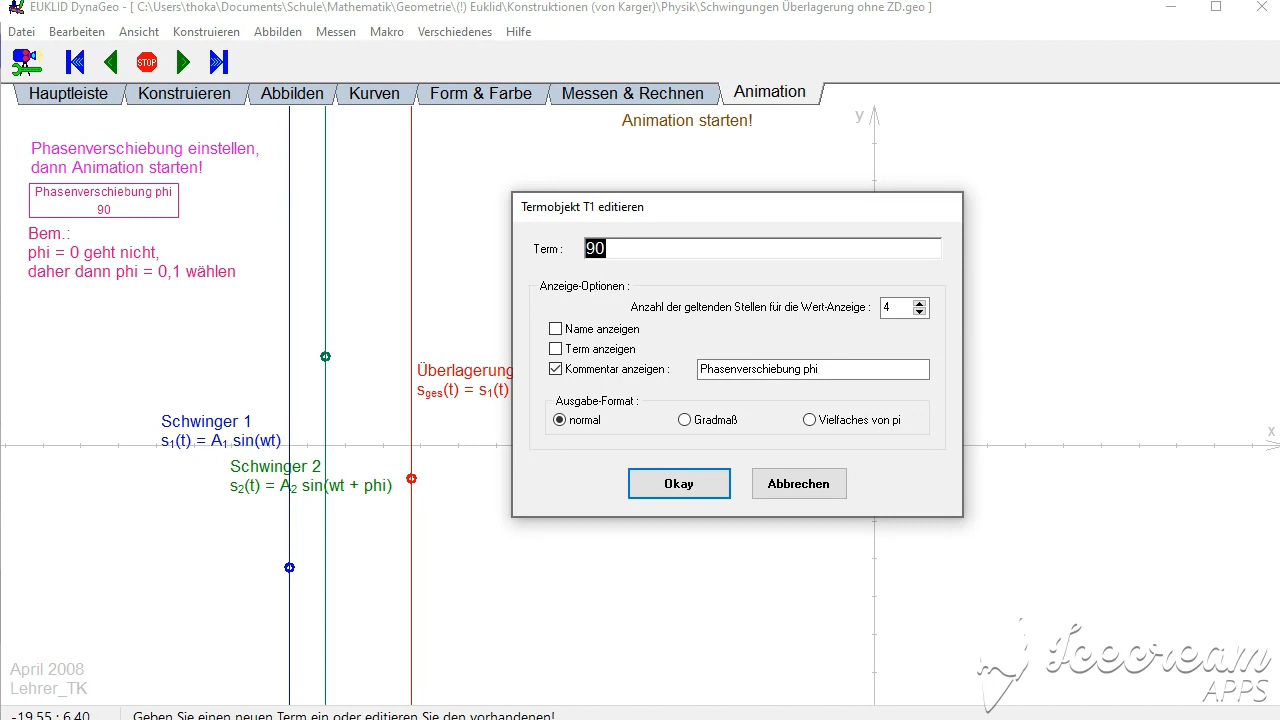 EUKLID DynaGeo - [ C:\Users\thoka\Documents\Schule\Mathematik\Geometrie\(!) Euklid\Konstruktionen (von Karger)\Physik\Schwingungen Überlagerung ohne ZD.geo ]
Datei Bearbeiten Ansicht Konstruieren Abbilden Messen Makro Verschiedenes Hilfe
STOP
Hauptleiste Konstruieren Abbilden Kurven Form & Farbe Messen & Rechnen Animation
Animation starten!
y
Phasenverschiebung einstellen,
dann Animation starten!
Phasenverschiebung phi
90
Bem.:
phi = 0 geht nicht,
daher dann phi = 0,1 wählen
Termobjekt T1 editieren
Term : 90
Anzeige-Optionen :
Anzahl der geltenden Stellen für die Wert-Anzeige : 4
Name anzeigen
Term anzeigen
Kommentar anzeigen : Phasenverschiebung phi
Ausgabe-Format :
normal Gradmaß Vielfaches von pi
Okay Abbrechen
Überlagerung
s_ges(t) = s₁(t)
Schwinger 1
s₁(t) = A₁ sin(wt)
x
Schwinger 2
s₂(t) = A₂ sin(wt + phi)
April 2008
Lehrer_TK
Icecream
APPS
-19,55 : 6,40 Geben Sie einen neuen Term ein oder editieren Sie den vorhandenen!